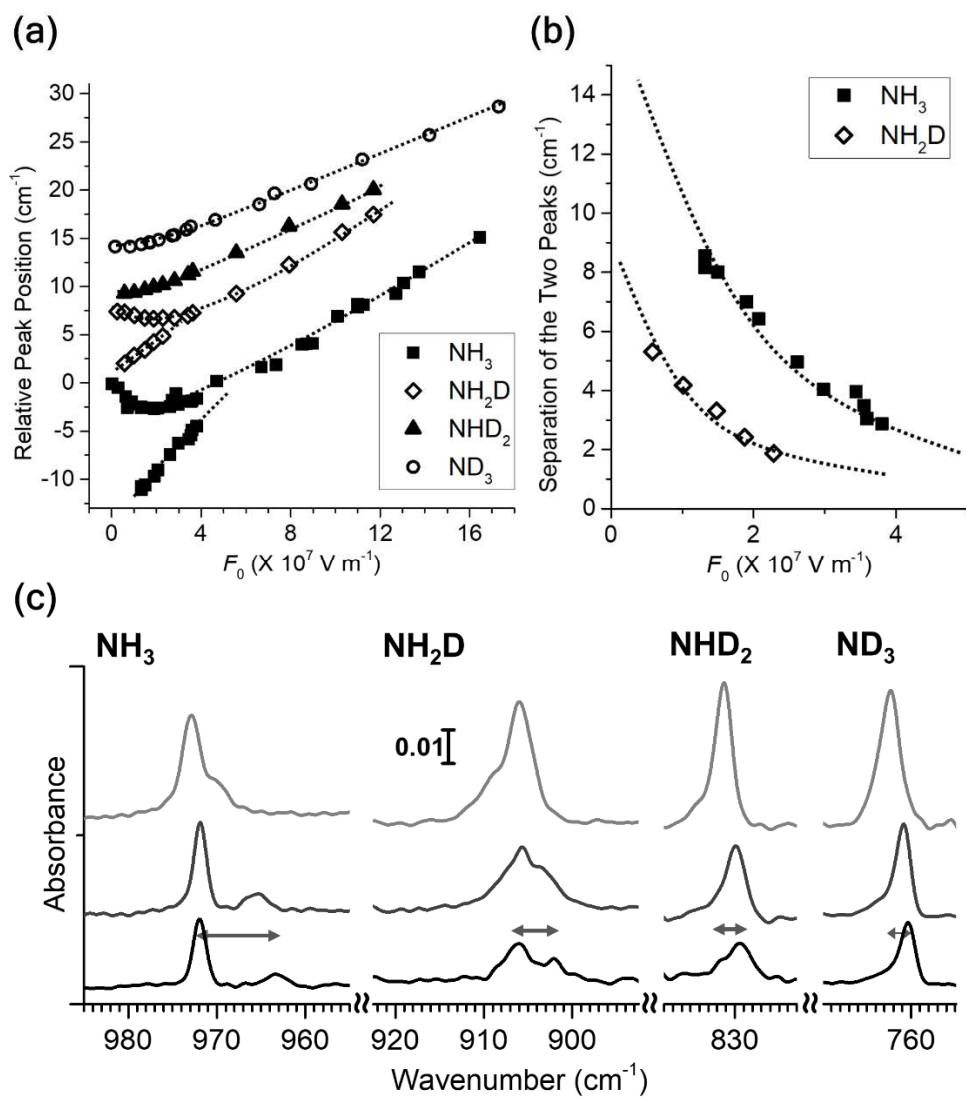 (a)
Relative Peak Position (cm⁻¹)
30
25
20
15
10
5
0
-5
-10
NH₃
NH₂D
NHD₂
ND₃
0 4 8 12 16
F₀ (X 10⁷ V m⁻¹)
(b)
Separation of the Two Peaks (cm⁻¹)
14
12
10
8
6
4
2
0
NH₃
NH₂D
0 2 4
F₀ (X 10⁷ V m⁻¹)
(c)
NH₃ NH₂D NHD₂ ND₃
0.01
Absorbance
980 970 960 920 910 900 830 760
Wavenumber (cm⁻¹)